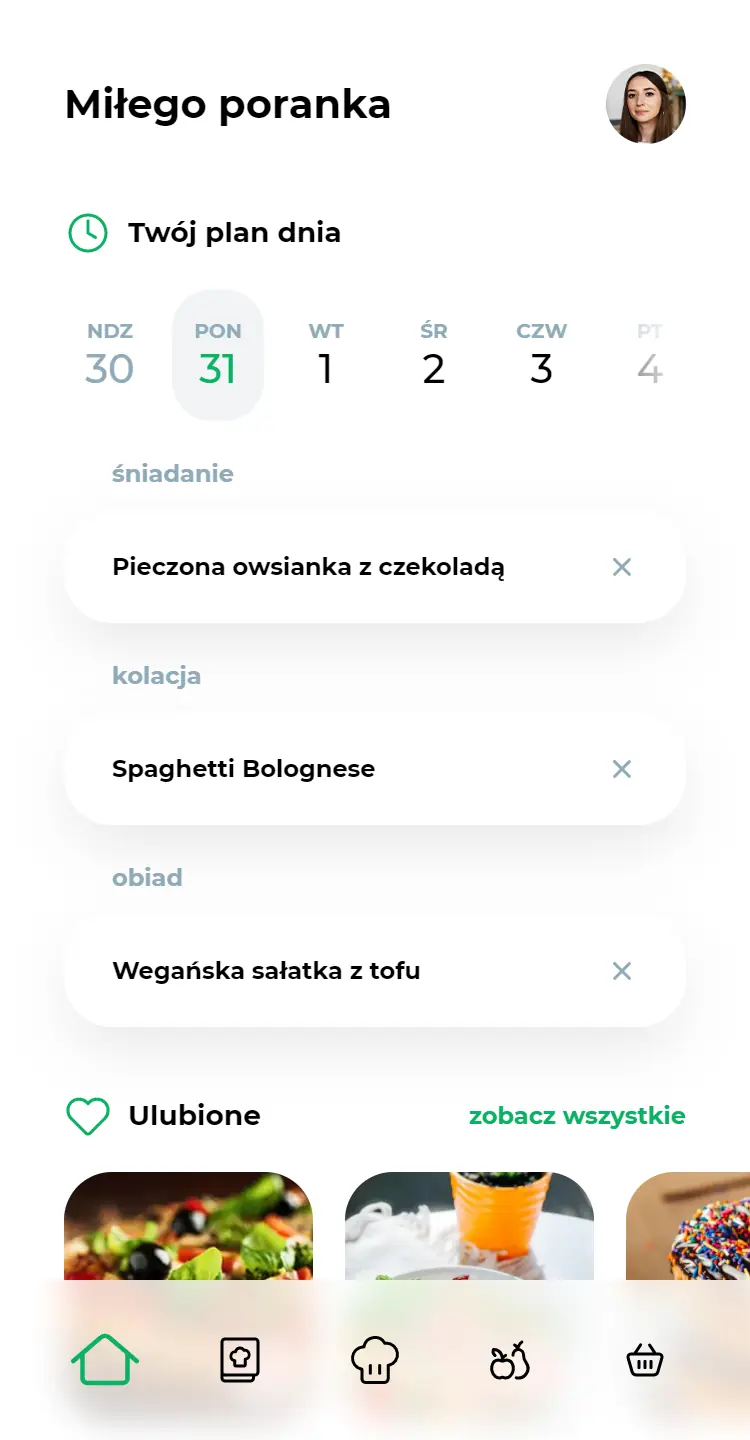 Miłego poranka
Twój plan dnia
NDZ PON WT ŚR CZW PT
30 31 1 2 3 4
śniadanie
Pieczona owsianka z czekoladą
kolacja
Spaghetti Bolognese
obiad
Wegańska sałatka z tofu
Ulubione zobacz wszystkie